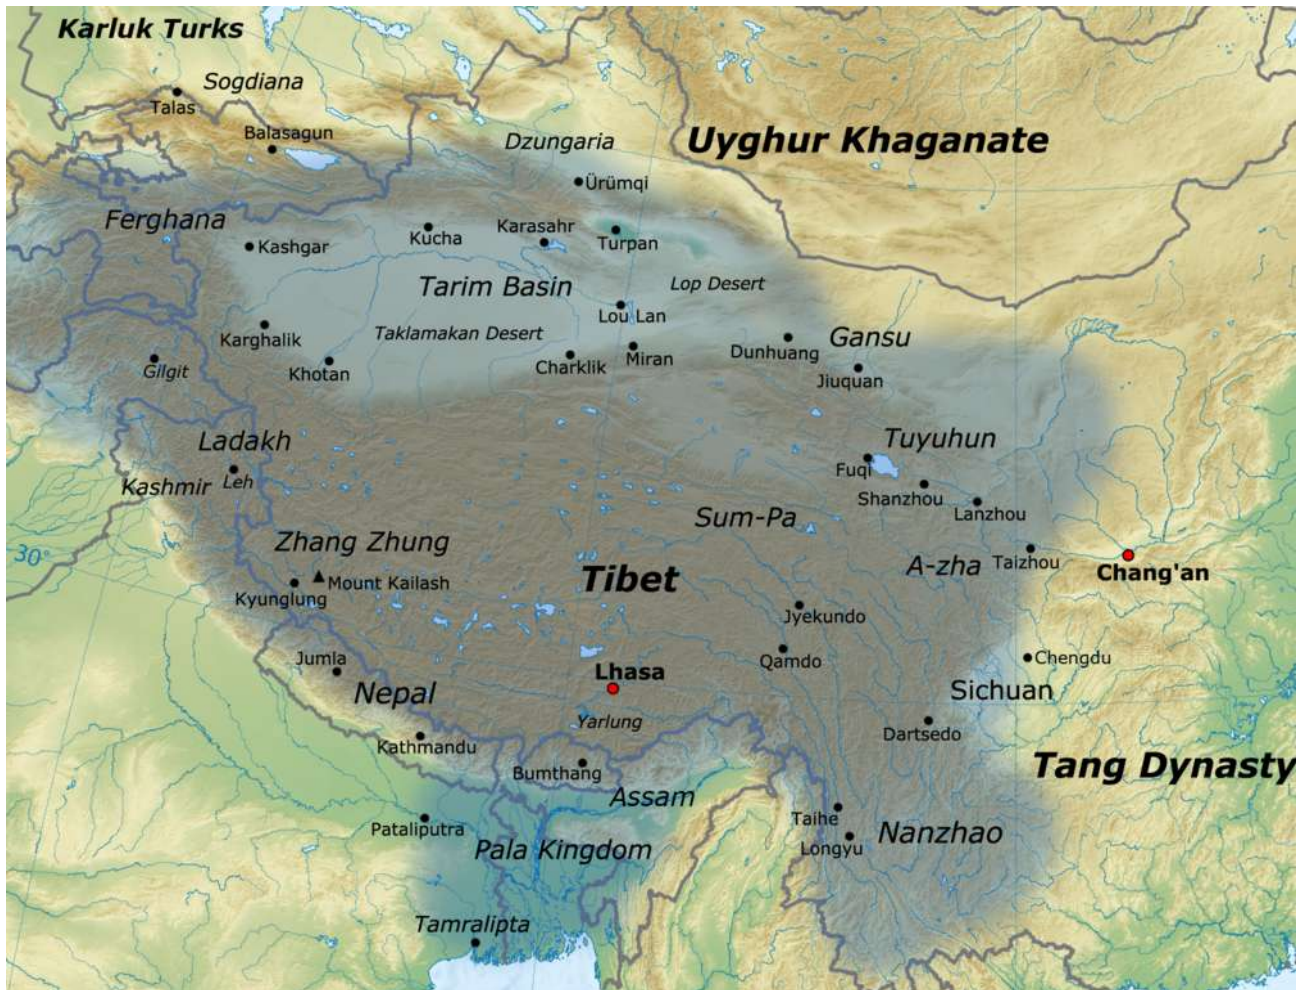 Karluk Turks
Sogdiana
Talas
Balasagun
Dzungaria
Uyghur Khaganate
Ürümqi
Ferghana
Kashgar
Kucha
Karasahr
Turpan
Tarim Basin
Lop Desert
Lou Lan
Taklamakan Desert
Karghalik
Gilgit
Khotan
Charklik
Miran
Dunhuang
Gansu
Jiuquan
Ladakh
Leh
Kashmir
Tuyuhun
Fuqi
Shanzhou
Lanzhou
Sum-Pa
30°
Zhang Zhung
Mount Kailash
Kyunglung
Tibet
A-zha
Taizhou
Chang'an
Jyekundo
Qamdo
Jumla
Nepal
Lhasa
Yarlung
Chengdu
Sichuan
Dartsedo
Kathmandu
Bumthang
Assam
Tang Dynasty
Pataliputra
Pala Kingdom
Taihe
Longyu
Nanzhao
Tamralipta